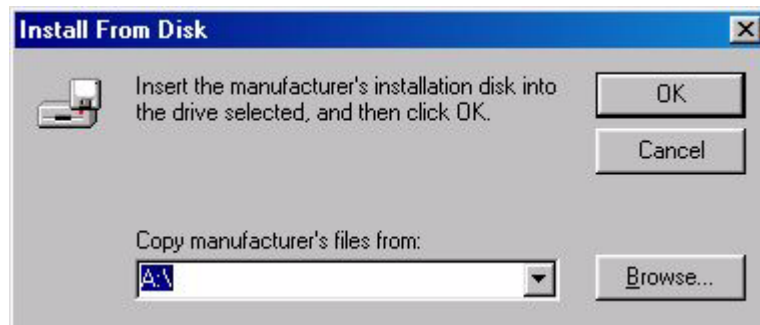 Install From Disk
Insert the manufacturer's installation disk into
the drive selected, and then click OK.
OK
Cancel
Copy manufacturer's files from:
A:\
Browse...